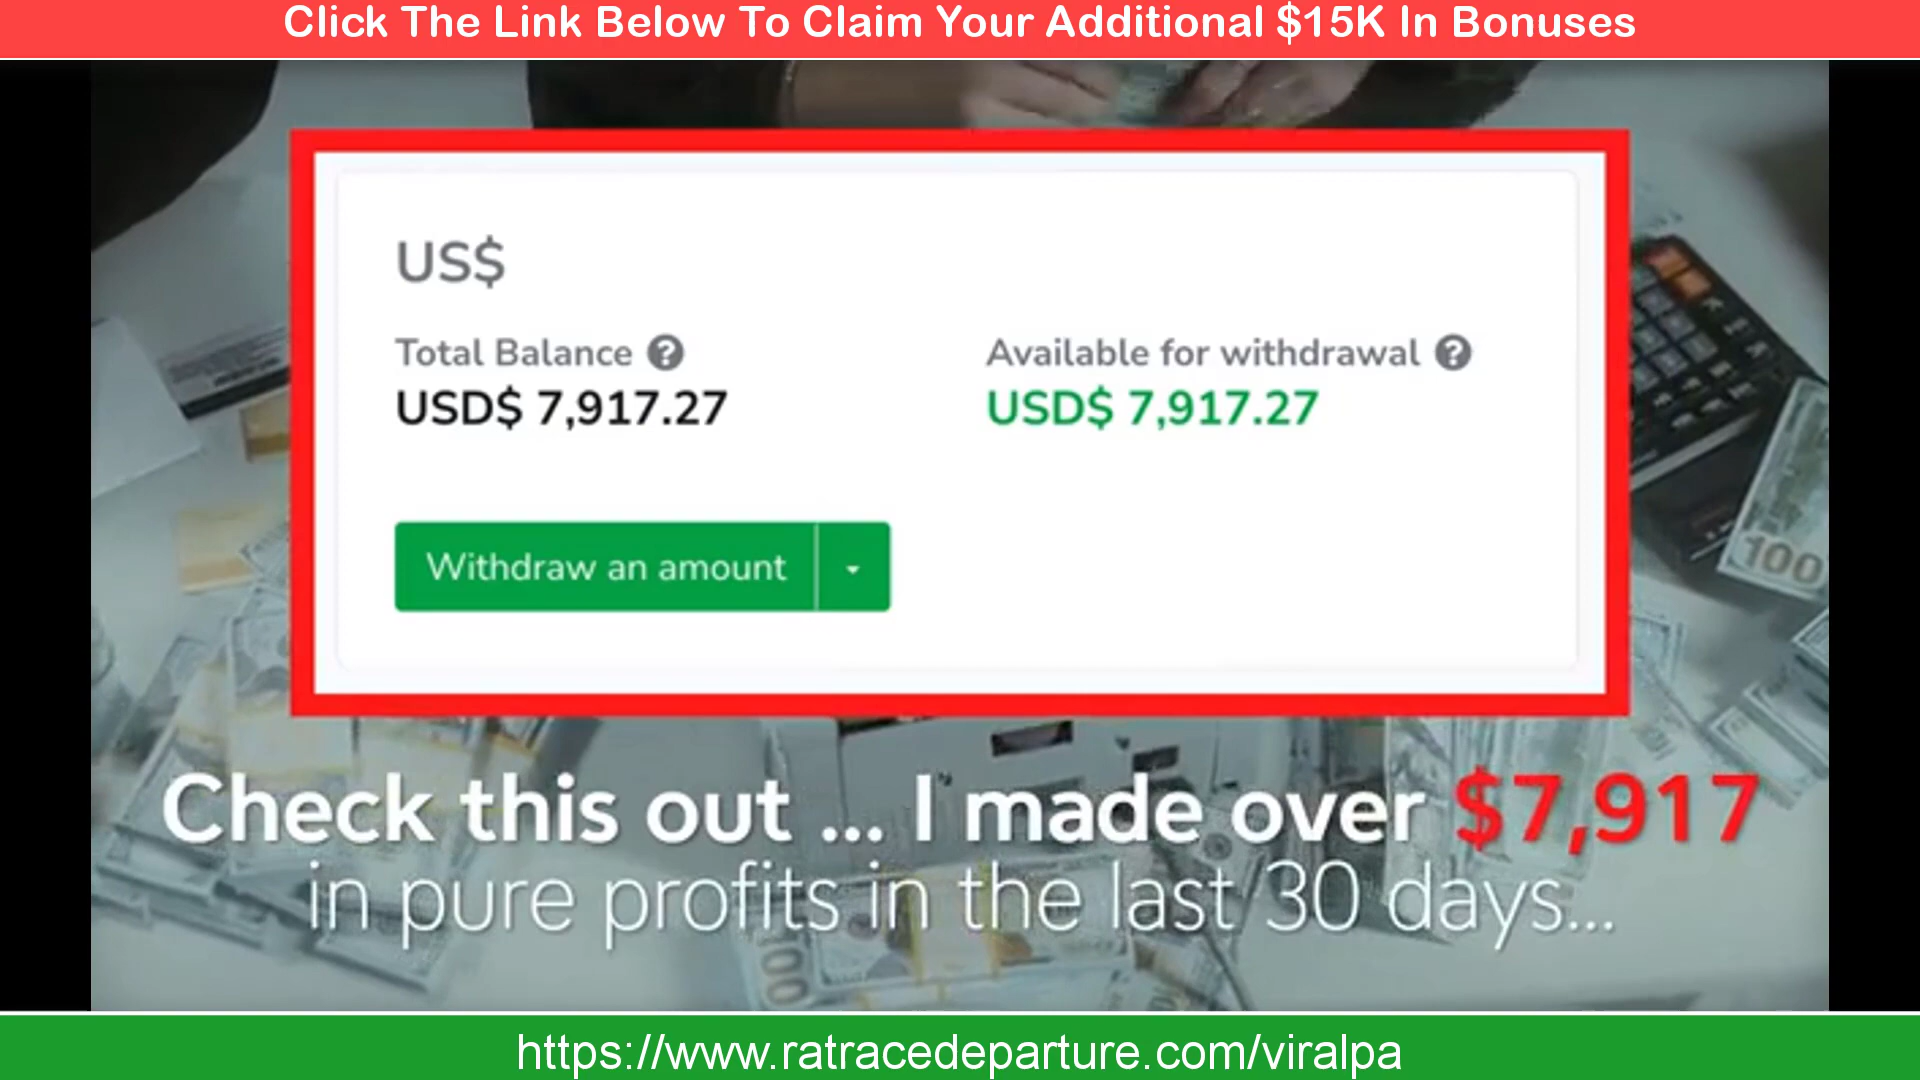 Click The Link Below To Claim Your Additional $15K In Bonuses
US$
Total Balance ?
Available for withdrawal ?
USD$ 7,917.27
USD$ 7,917.27
Withdraw an amount
Check this out ... I made over $7,917
in pure profits in the last 30 days...
100
100
https://www.ratracedeparture.com/viralpa